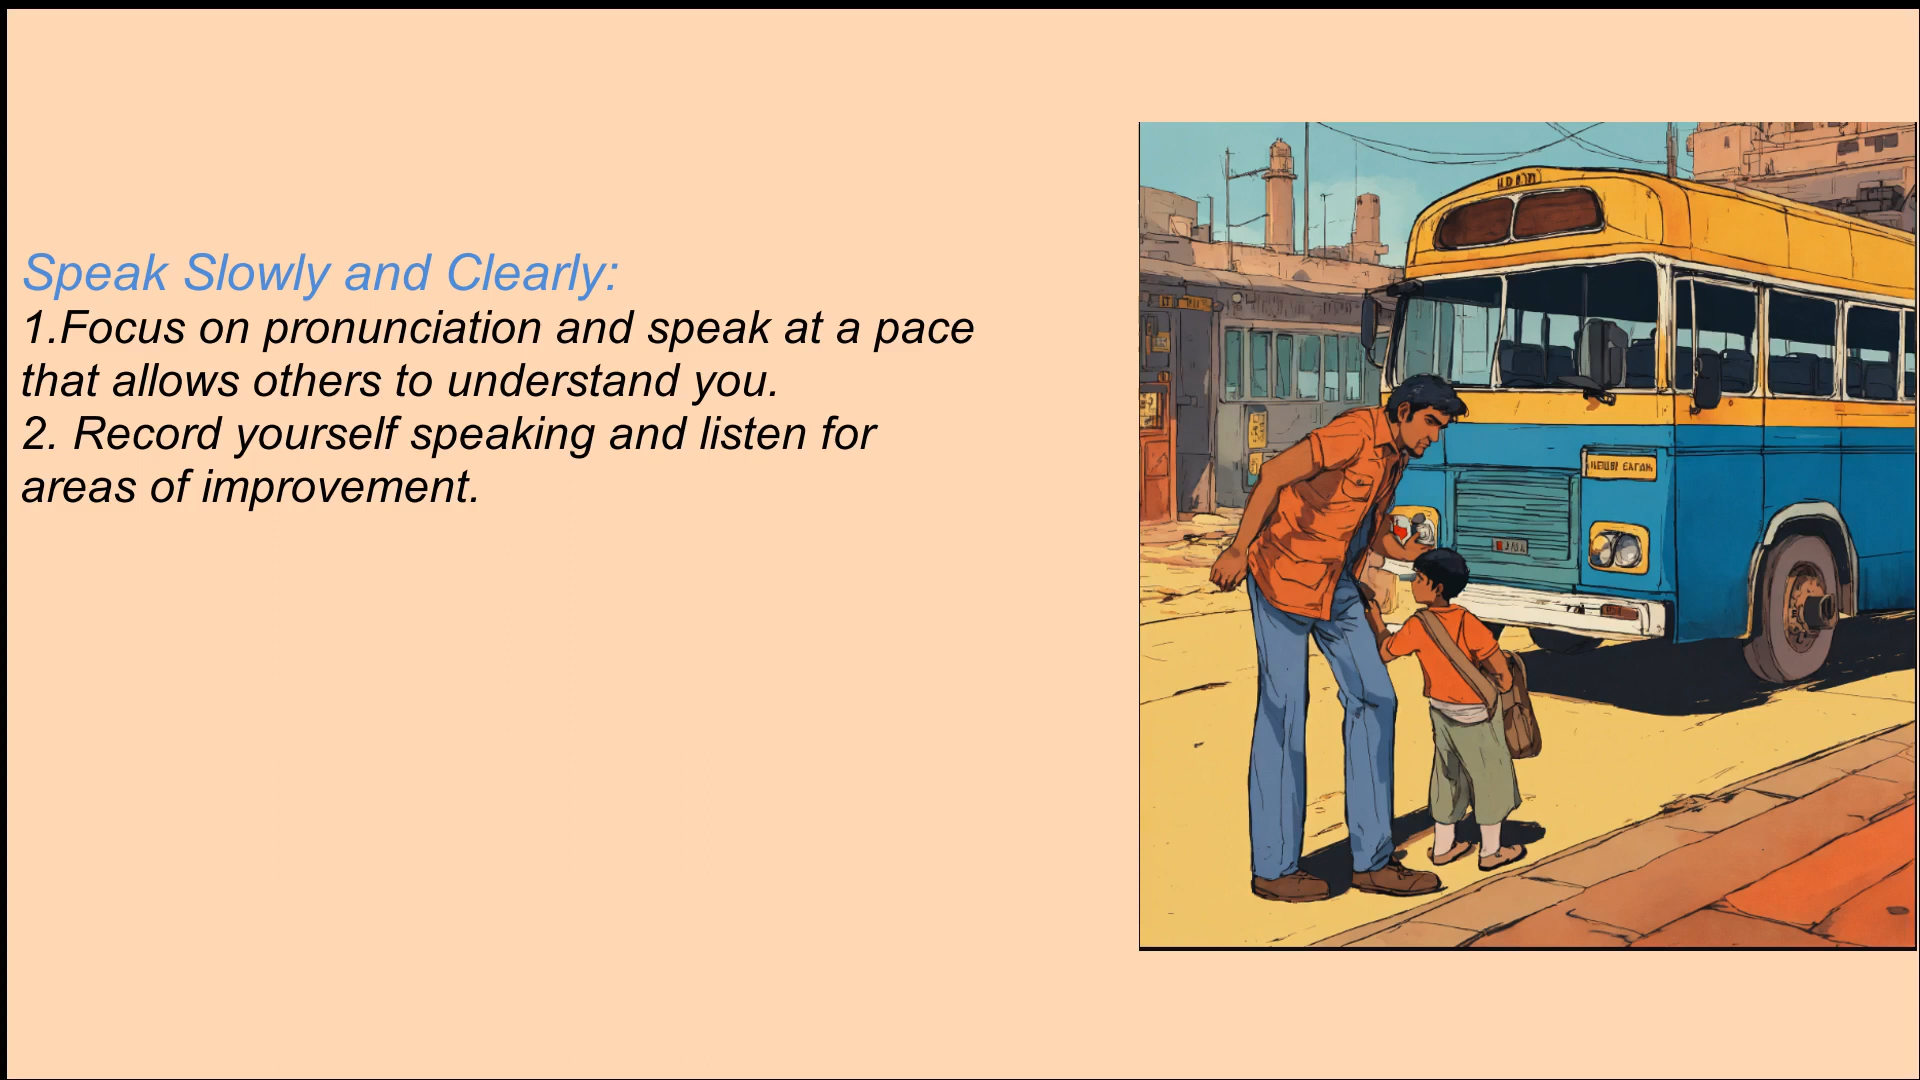 Speak Slowly and Clearly:
1.Focus on pronunciation and speak at a pace
that allows others to understand you.
2. Record yourself speaking and listen for
areas of improvement.